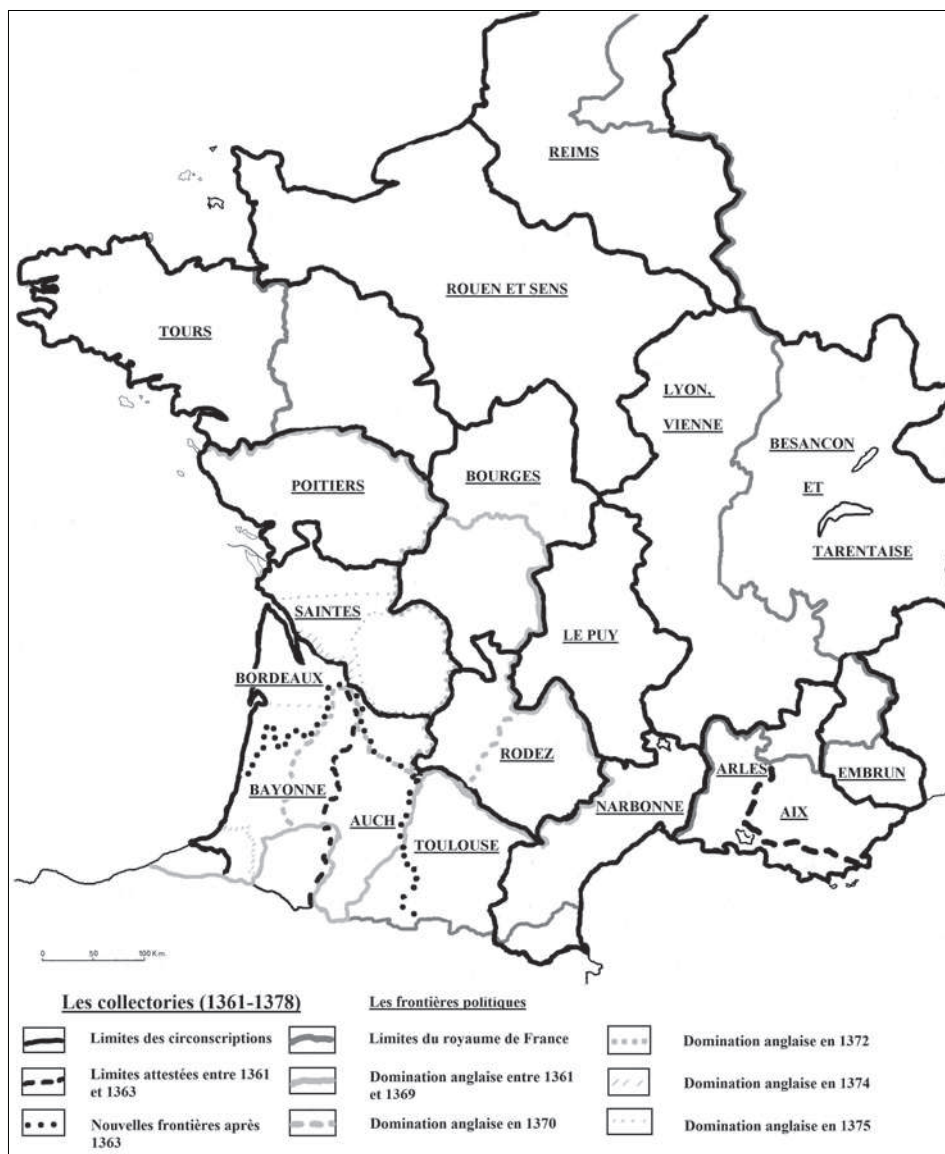 REIMS
ROUEN ET SENS
TOURS
LYON,
VIENNE
BESANCON
ET
TARENTAISE
POITIERS
BOURGES
SAINTES
LE PUY
BORDEAUX
RODEZ
ARLES
EMBRUN
BAYONNE
NARBONNE
AIX
AUCH
TOULOUSE
0 50 100 Km.
Les collectories (1361-1378)
Les frontières politiques
Limites des circonscriptions
Limites du royaume de France
Domination anglaise en 1372
Limites attestées entre 1361
et 1363
Domination anglaise entre 1361
et 1369
Domination anglaise en 1374
Nouvelles frontières après
1363
Domination anglaise en 1370
Domination anglaise en 1375